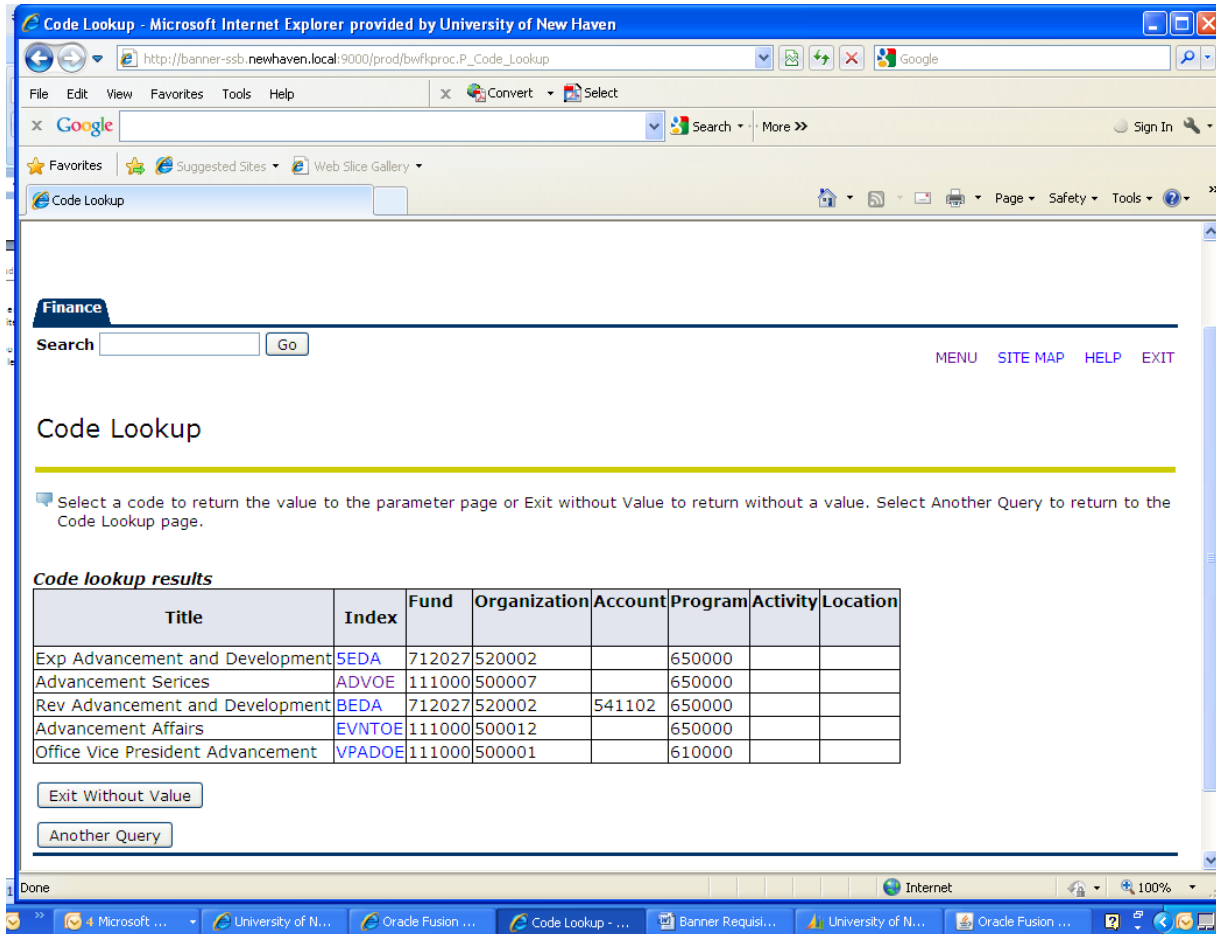 Code Lookup - Microsoft Internet Explorer provided by University of New Haven
http://banner-ssb.newhaven.local:9000/prod/bwfkproc.P_Code_Lookup
Google
File Edit View Favorites Tools Help
x Convert Select
x Google Search More >> Sign In
Favorites Suggested Sites Web Slice Gallery
Code Lookup
Page Safety Tools
Finance
Search Go
MENU SITE MAP HELP EXIT
Code Lookup
Select a code to return the value to the parameter page or Exit without Value to return without a value. Select Another Query to return to the
Code Lookup page.
Code lookup results
Title Index Fund Organization Account Program Activity Location
Exp Advancement and Development 5EDA 712027 520002 650000
Advancement Serices ADVOE 111000 500007 650000
Rev Advancement and Development BEDA 712027 520002 541102 650000
Advancement Affairs EVNTOE 111000 500012 650000
Office Vice President Advancement VPADOE 111000 500001 610000
Exit Without Value
Another Query
Done Internet 100%
4 Microsoft ... University of N... Oracle Fusion ... Code Lookup - ... Banner Requisi... University of N... Oracle Fusion ...